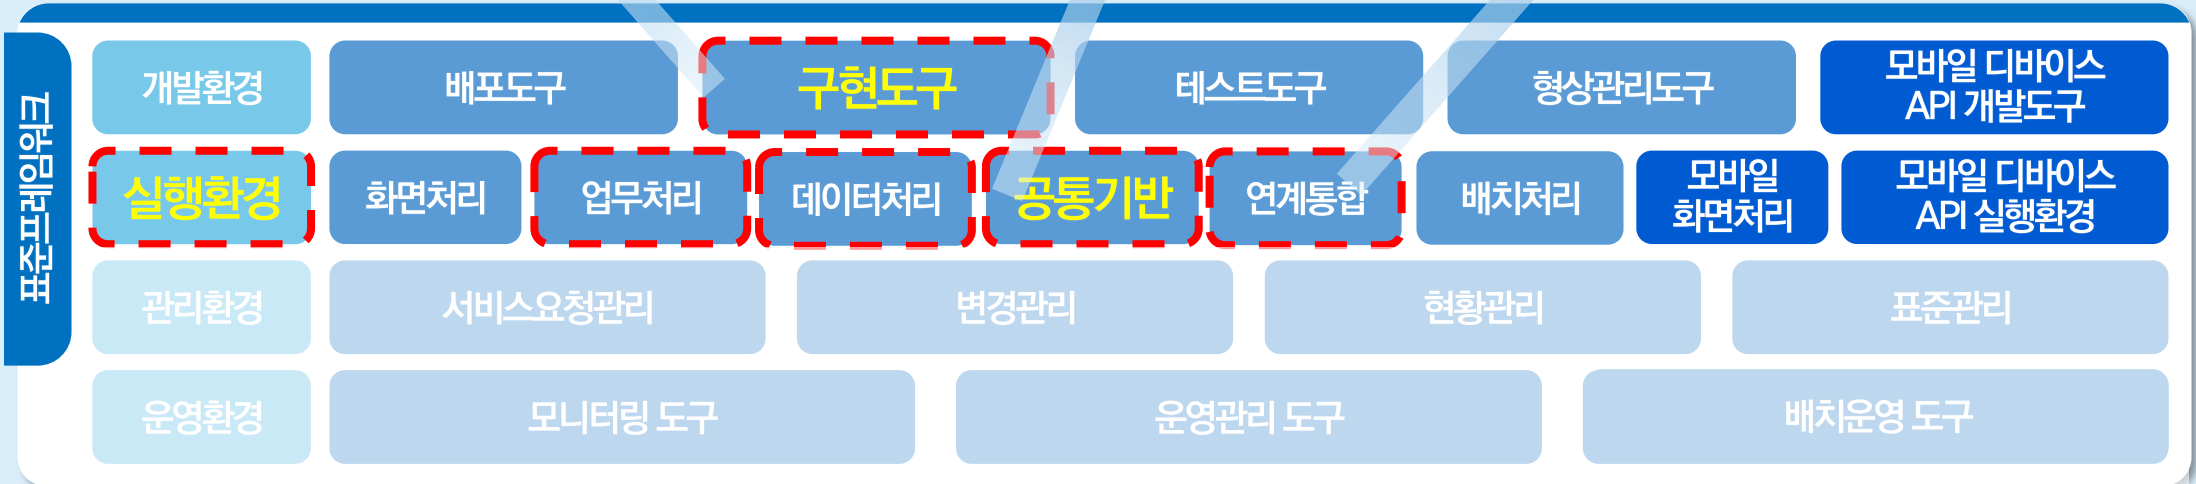 표준프레임워크
개발환경
배포도구
구현도구
테스트도구
형상관리도구
모바일 디바이스
API 개발도구
실행환경
화면처리
업무처리
데이터처리
공통기반
연계통합
배치처리
모바일
화면처리
모바일 디바이스
API 실행환경
관리환경
서비스요청관리
변경관리
현황관리
표준관리
운영환경
모니터링 도구
운영관리 도구
배치운영 도구